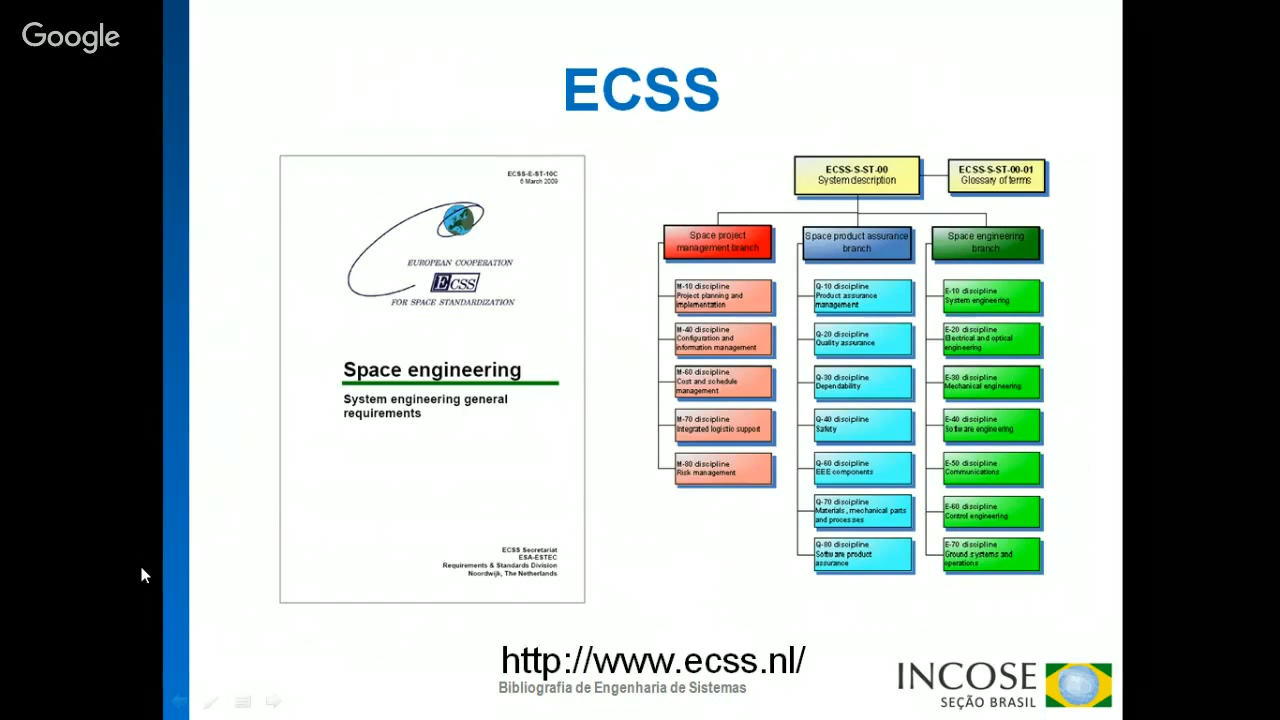 Google
ECSS
ECSS-E-ST-10C
6 March 2009
EUROPEAN COOPERATION
ECSS
FOR SPACE STANDARDIZATION
Space engineering
System engineering general
requirements
ECSS Secretariat
ESA-ESTEC
Requirements & Standards Division
Noordwijk, The Netherlands
ECSS-S-ST-00
System description
ECSS-S-ST-00-01
Glossary of terms
Space project
management branch
Space product assurance
branch
Space engineering
branch
M-10 discipline
Project planning and
implementation
M-40 discipline
Configuration and
information management
M-60 discipline
Cost and schedule
management
M-70 discipline
Integrated logistic support
M-80 discipline
Risk management
Q-10 discipline
Product assurance
management
Q-20 discipline
Quality assurance
Q-30 discipline
Dependability
Q-40 discipline
Safety
Q-60 discipline
EEE components
Q-70 discipline
Materials, mechanical parts
and processes
Q-80 discipline
Software product
assurance
E-10 discipline
System engineering
E-20 discipline
Electrical and optical
engineering
E-30 discipline
Mechanical engineering
E-40 discipline
Software engineering
E-50 discipline
Communications
E-60 discipline
Control engineering
E-70 discipline
Ground systems and
operations
http://www.ecss.nl/
Bibliografia de Engenharia de Sistemas
INCOSE
SEÇÃO BRASIL